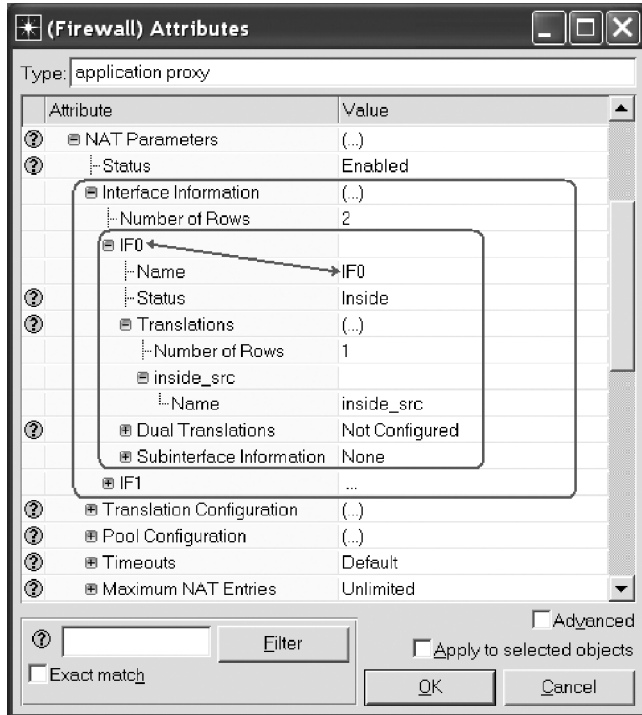 (Firewall) Attributes
Type: application proxy
Attribute Value
NAT Parameters (...)
Status Enabled
Interface Information (...)
Number of Rows 2
IF0
Name IF0
Status Inside
Translations (...)
Number of Rows 1
inside_src
Name inside_src
Dual Translations Not Configured
Subinterface Information None
IF1 ...
Translation Configuration (...)
Pool Configuration (...)
Timeouts Default
Maximum NAT Entries Unlimited
Advanced
Filter
Apply to selected objects
Exact match
OK Cancel